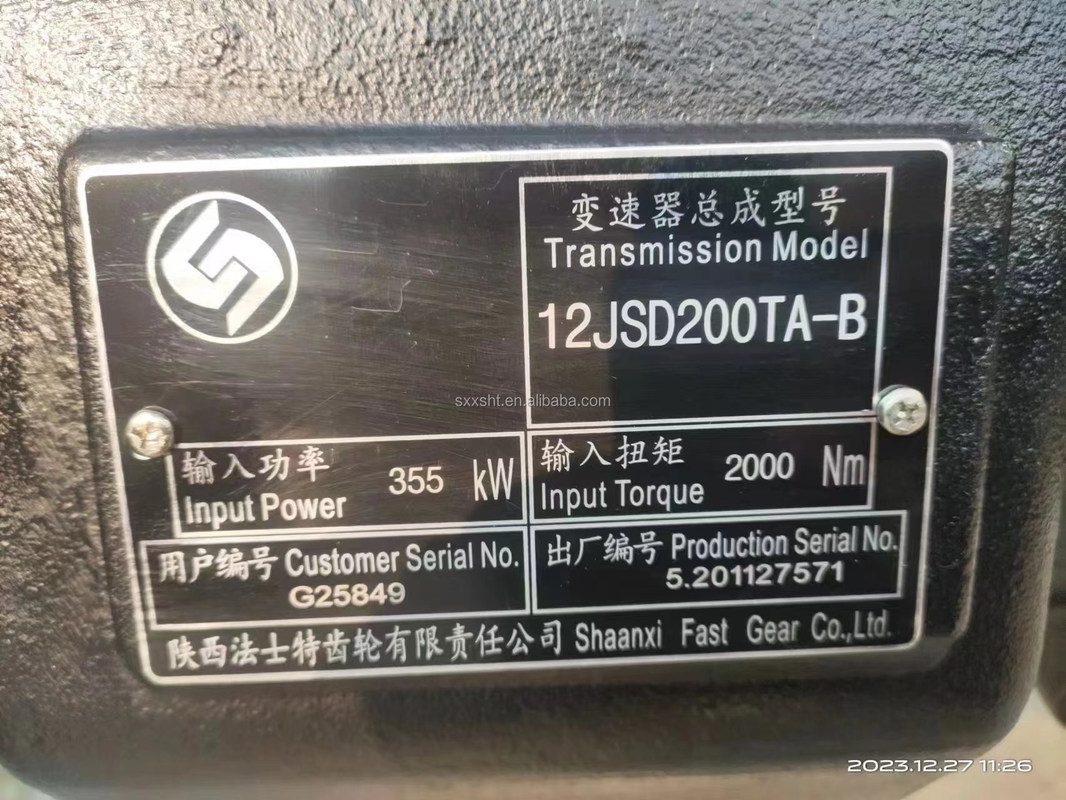 变速器总成型号
Transmission Model
12JSD200TA-B
sxxsht.en.alibaba.com
输入功率
Input Power
355 kW
输入扭矩
Input Torque
2000 Nm
用户编号 Customer Serial No.
G25849
出厂编号 Production Serial No.
5.201127571
陕西法士特齿轮有限责任公司 Shaanxi Fast Gear Co.,Ltd.
2023.12.27 11:26